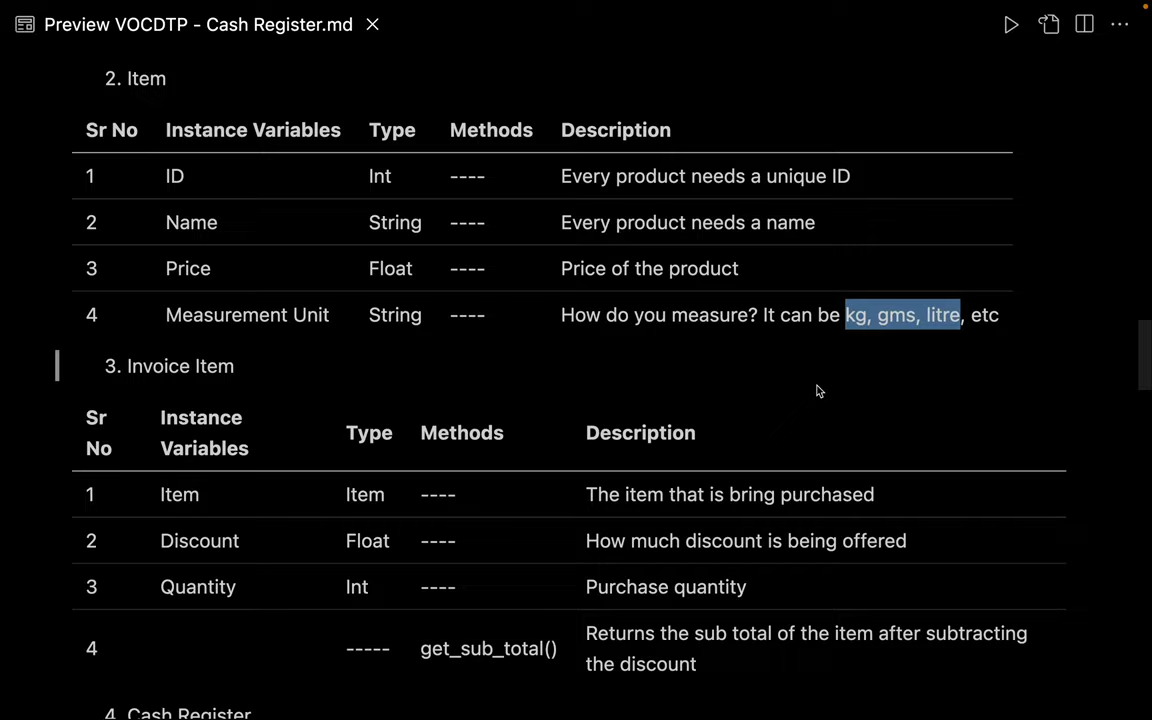 Preview VOCDTP - Cash Register.md
2. Item
Sr No Instance Variables Type Methods Description
1 ID Int ---- Every product needs a unique ID
2 Name String ---- Every product needs a name
3 Price Float ---- Price of the product
4 Measurement Unit String ---- How do you measure? It can be kg, gms, litre, etc
3. Invoice Item
Sr No Instance Variables Type Methods Description
1 Item Item ---- The item that is bring purchased
2 Discount Float ---- How much discount is being offered
3 Quantity Int ---- Purchase quantity
4 ----- get_sub_total() Returns the sub total of the item after subtracting
the discount
4. Cash Register